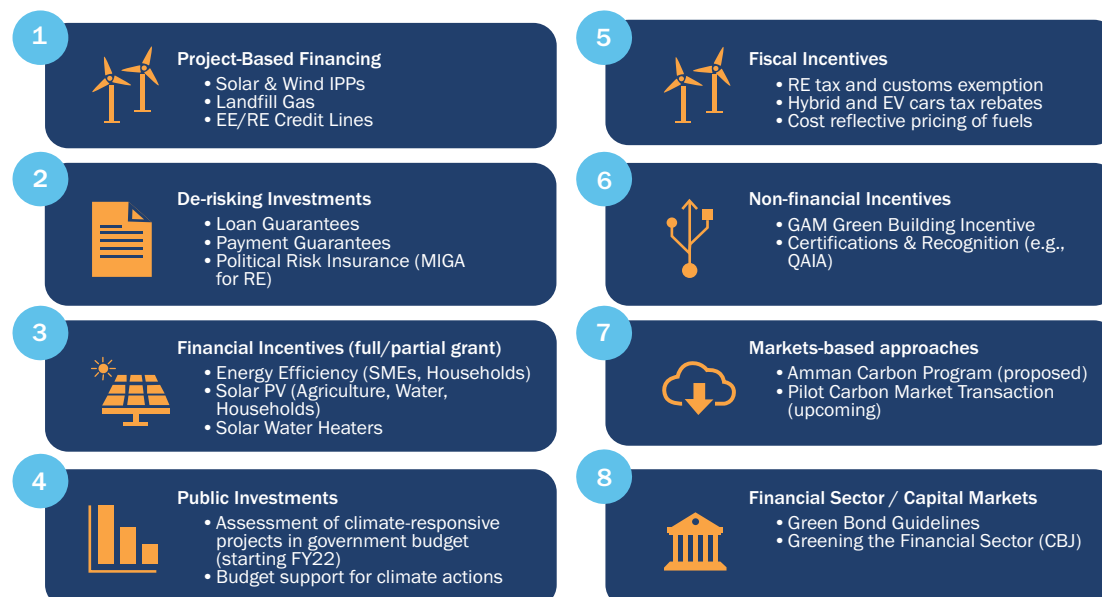 1
Project-Based Financing
• Solar & Wind IPPs
• Landfill Gas
• EE/RE Credit Lines
2
De-risking Investments
• Loan Guarantees
• Payment Guarantees
• Political Risk Insurance (MIGA
for RE)
3
Financial Incentives (full/partial grant)
• Energy Efficiency (SMEs, Households)
• Solar PV (Agriculture, Water,
Households)
• Solar Water Heaters
4
Public Investments
• Assessment of climate-responsive
projects in government budget
(starting FY22)
• Budget support for climate actions
5
Fiscal Incentives
• RE tax and customs exemption
• Hybrid and EV cars tax rebates
• Cost reflective pricing of fuels
6
Non-financial Incentives
• GAM Green Building Incentive
• Certifications & Recognition (e.g.,
QAIA)
7
Markets-based approaches
• Amman Carbon Program (proposed)
• Pilot Carbon Market Transaction
(upcoming)
8
Financial Sector / Capital Markets
• Green Bond Guidelines
• Greening the Financial Sector (CBJ)